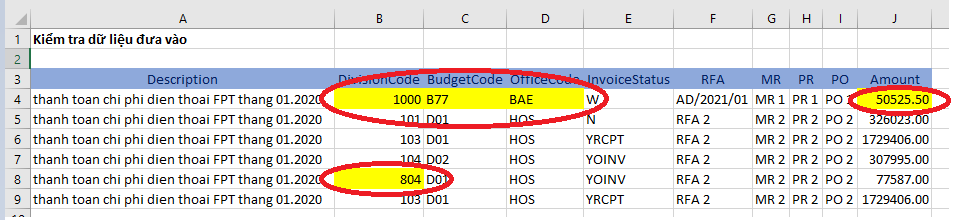 A B C D E F G H I J
1 Kiểm tra dữ liệu đưa vào
2
3 Description DivisionCode BudgetCode OfficeCode InvoiceStatus RFA MR PR PO Amount
4 thanh toan chi phi dien thoai FPT thang 01.2020 1000 B77 BAE W AD/2021/01 MR 1 PR 1 PO 1 50525.50
5 thanh toan chi phi dien thoai FPT thang 01.2020 101 D01 HOS N RFA 2 MR 2 PR 2 PO 2 326023.00
6 thanh toan chi phi dien thoai FPT thang 01.2020 103 D01 HOS YRCPT RFA 2 MR 2 PR 2 PO 2 1729406.00
7 thanh toan chi phi dien thoai FPT thang 01.2020 104 D02 HOS YOINV RFA 2 MR 2 PR 2 PO 2 307995.00
8 thanh toan chi phi dien thoai FPT thang 01.2020 804 D01 HOS YOINV RFA 2 MR 2 PR 2 PO 2 77587.00
9 thanh toan chi phi dien thoai FPT thang 01.2020 103 D01 HOS YRCPT RFA 2 MR 2 PR 2 PO 2 1729406.00